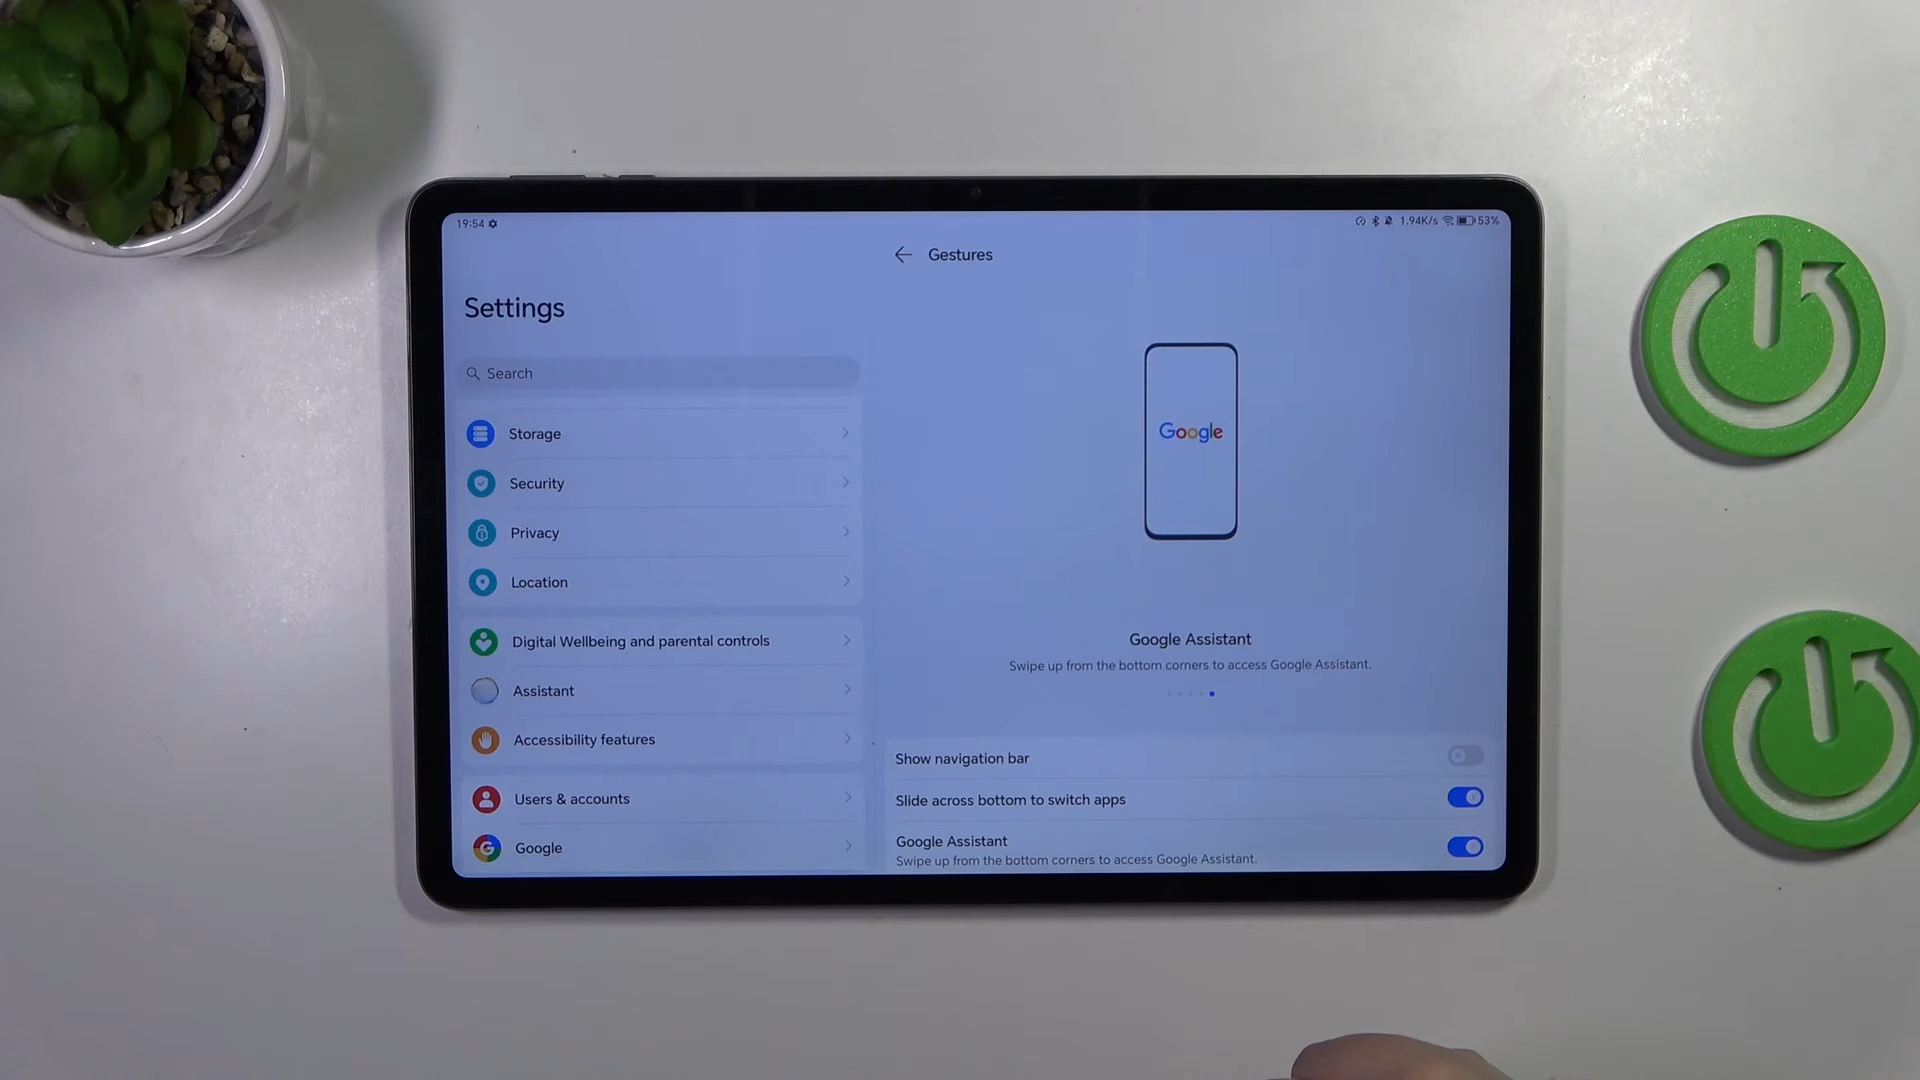 19:54
1.94K/s 53%
Settings
Search
Storage
Security
Privacy
Location
Digital Wellbeing and parental controls
Assistant
Accessibility features
Users & accounts
Google
Gestures
Google
Google Assistant
Swipe up from the bottom corners to access Google Assistant.
Show navigation bar
Slide across bottom to switch apps
Google Assistant
Swipe up from the bottom corners to access Google Assistant.